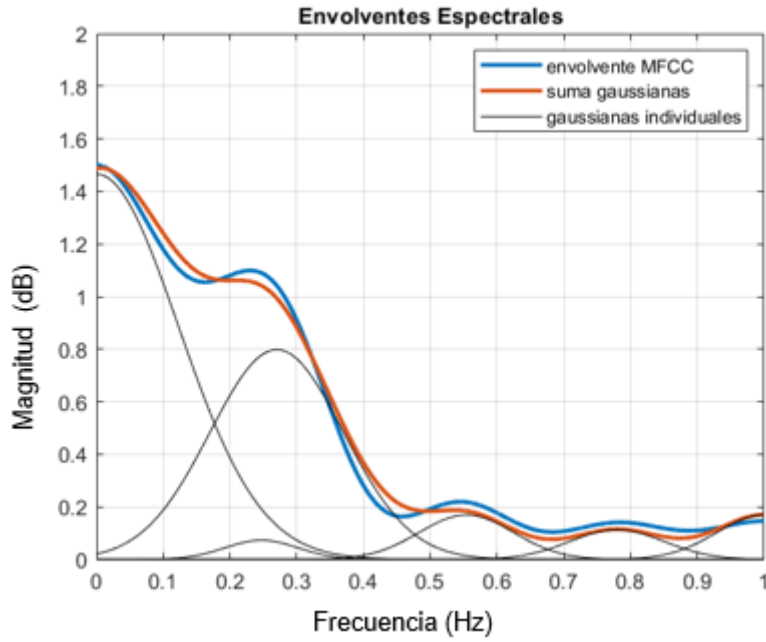 Envolventes Espectrales
envolvente MFCC
suma gaussianas
gaussianas individuales
Magnitud (dB)
2
1.8
1.6
1.4
1.2
1
0.8
0.6
0.4
0.2
0
0 0.1 0.2 0.3 0.4 0.5 0.6 0.7 0.8 0.9 1
Frecuencia (Hz)